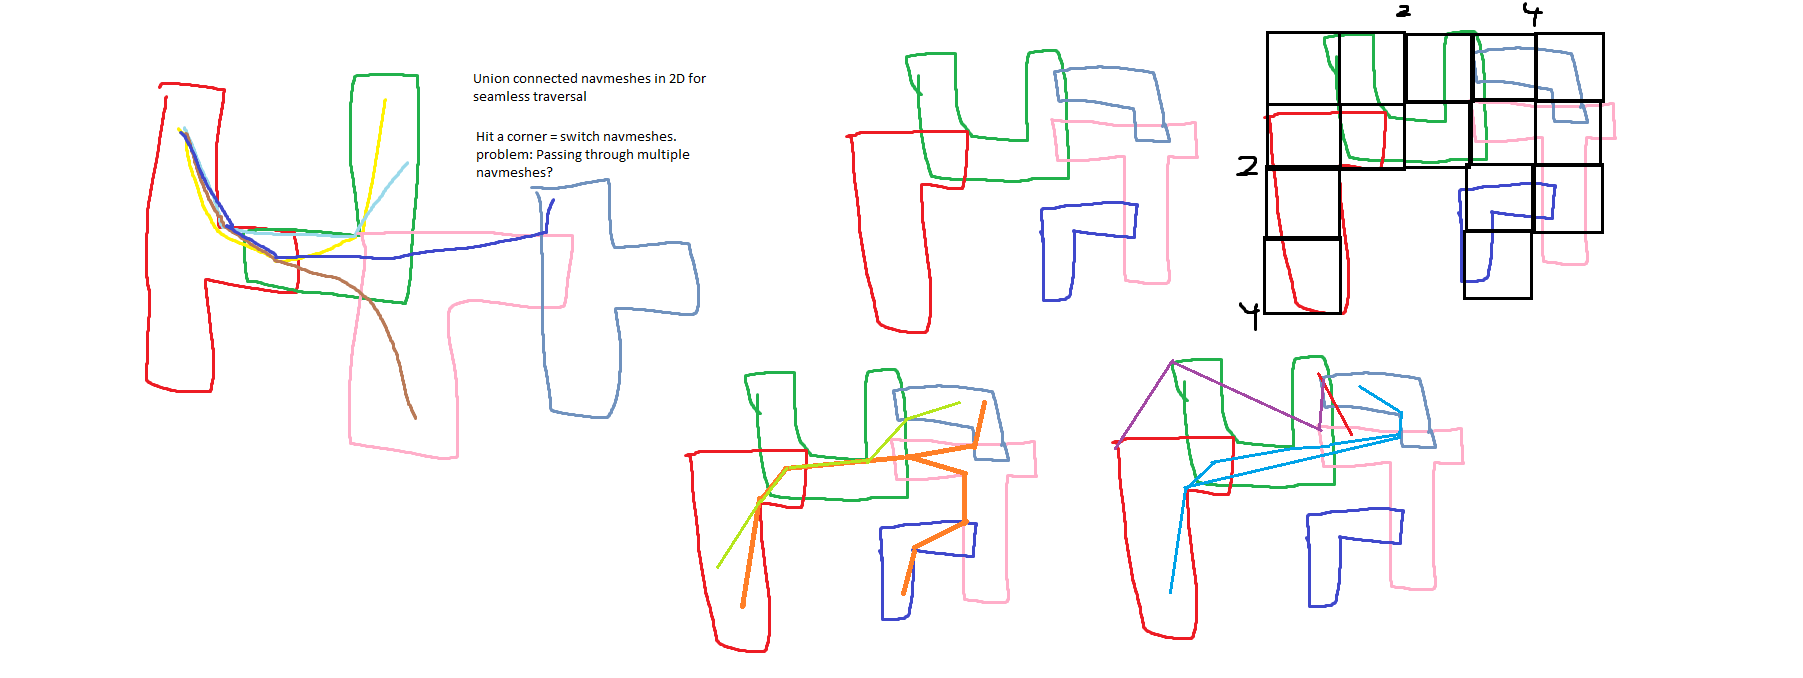 Union connected navmeshes in 2D for
seamless traversal
Hit a corner = switch navmeshes.
problem: Passing through multiple
navmeshes?
2
4
2
4